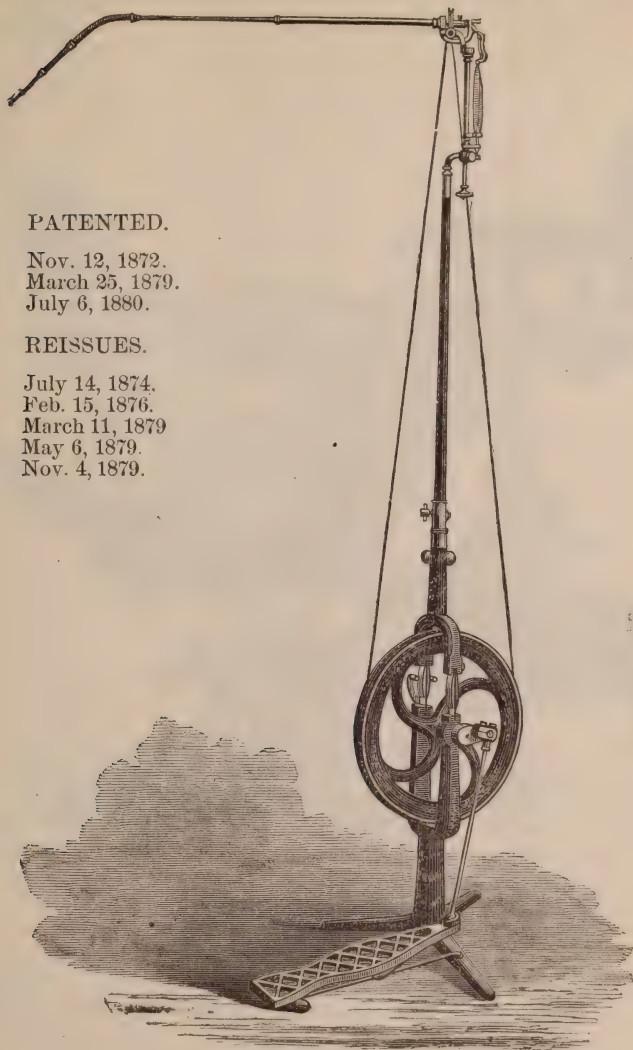 PATENTED.
Nov. 12, 1872.
March 25, 1879.
July 6, 1880.
REISSUES.
July 14, 1874.
Feb. 15, 1876.
March 11, 1879
May 6, 1879.
Nov. 4, 1879.